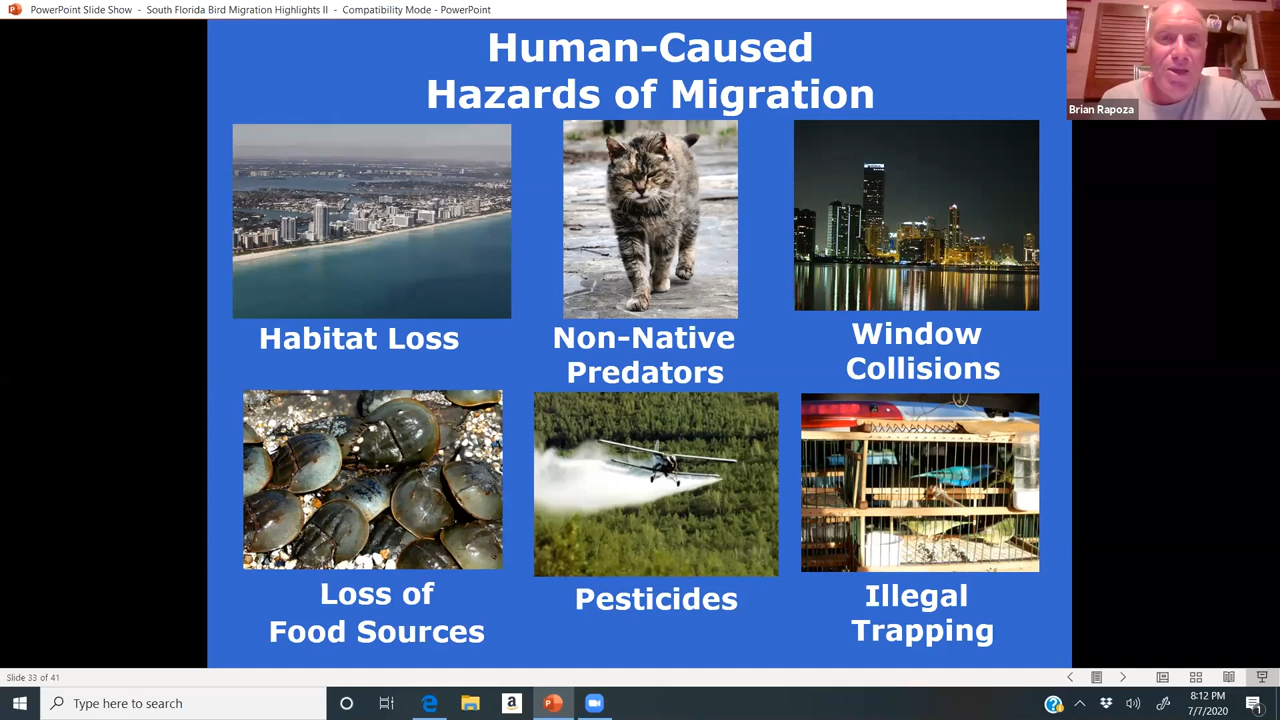 PowerPoint Slide Show - South Florida Bird Migration Highlights II - Compatibility Mode - PowerPoint
Human-Caused
Hazards of Migration
Brian Rapoza
Habitat Loss
Non-Native
Predators
Window
Collisions
Loss of
Food Sources
Pesticides
Illegal
Trapping
Slide 33 of 41
Type here to search
8:12 PM
7/7/2020
1